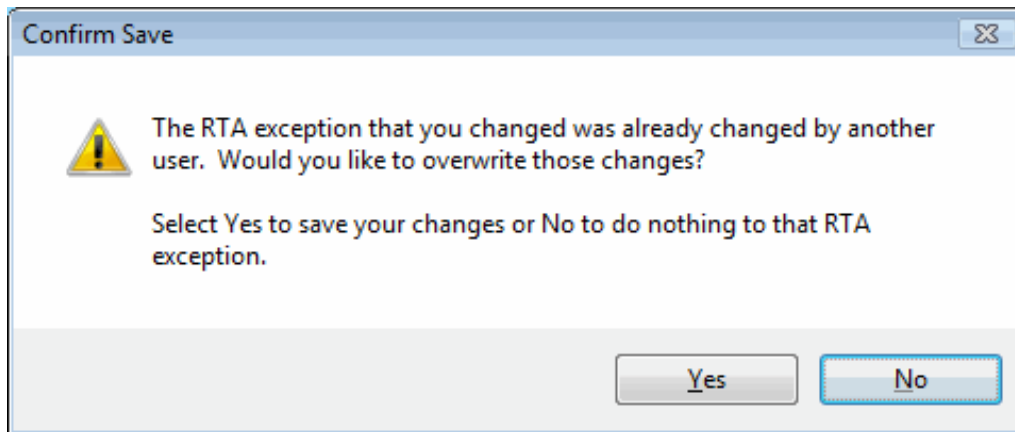 Confirm Save
The RTA exception that you changed was already changed by another
user.  Would you like to overwrite those changes?
Select Yes to save your changes or No to do nothing to that RTA
exception.
Yes
No